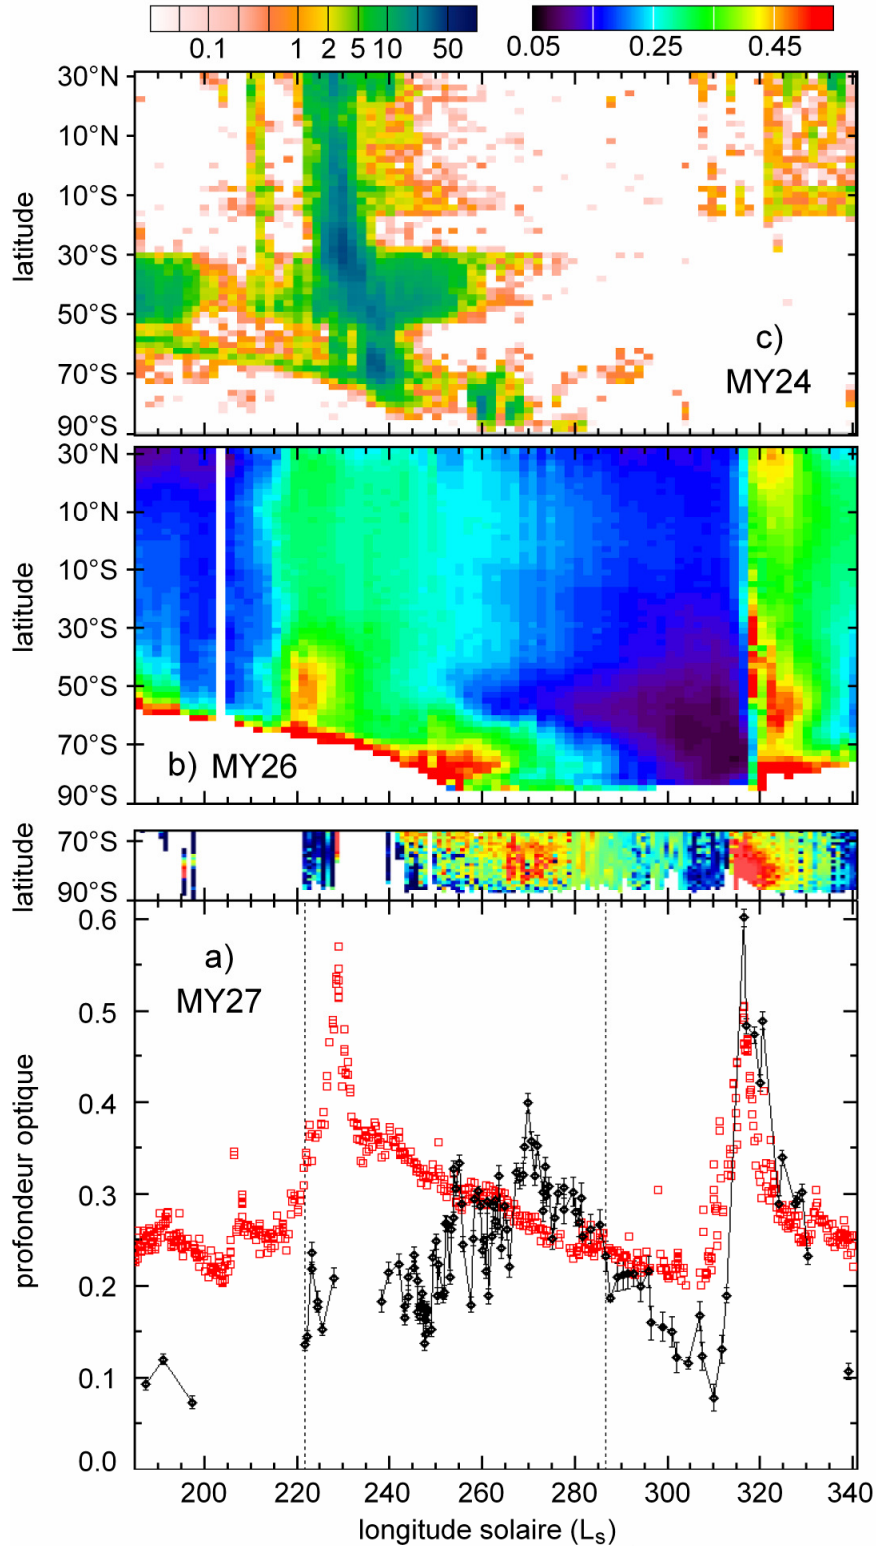 0.1 1 2 5 10 50
0.05 0.25 0.45
30°N
10°N
10°S
30°S
50°S
70°S
90°S
latitude
c)
MY24
30°N
10°N
10°S
30°S
50°S
70°S
90°S
latitude
b) MY26
70°S
90°S
latitude
a)
MY27
0.6
0.5
0.4
0.3
0.2
0.1
0.0
profondeur optique
200 220 240 260 280 300 320 340
longitude solaire (Ls)